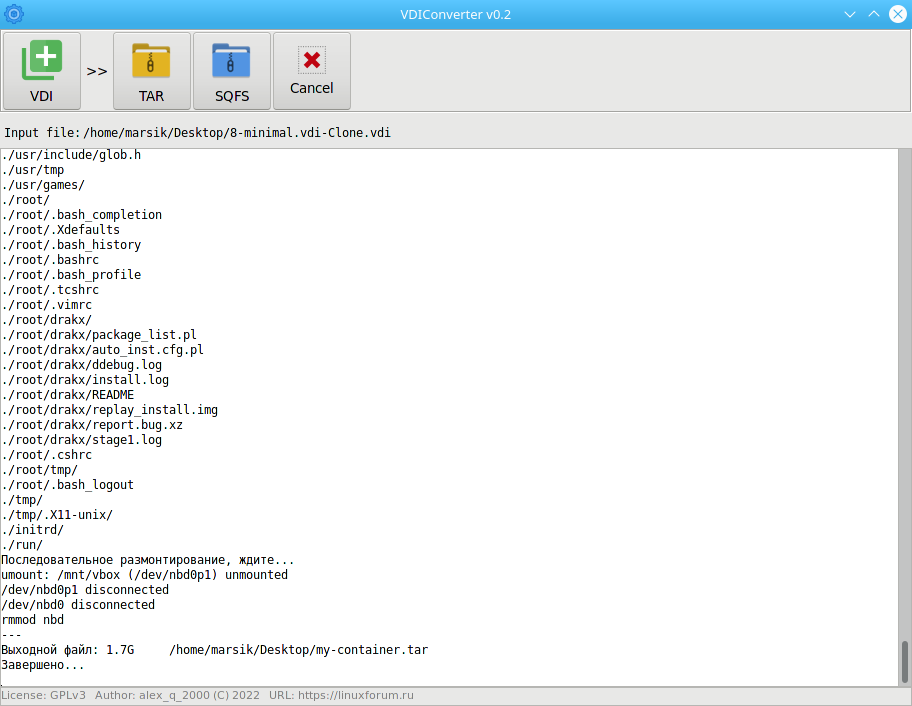 VDIConverter v0.2
VDI >> TAR SQFS Cancel
Input file: /home/marsik/Desktop/8-minimal.vdi-Clone.vdi
./usr/include/glob.h
./usr/tmp
./usr/games/
./root/
./root/.bash_completion
./root/.Xdefaults
./root/.bash_history
./root/.bashrc
./root/.bash_profile
./root/.tcshrc
./root/.vimrc
./root/drakx/
./root/drakx/package_list.pl
./root/drakx/auto_inst.cfg.pl
./root/drakx/ddebug.log
./root/drakx/install.log
./root/drakx/README
./root/drakx/replay_install.img
./root/drakx/report.bug.xz
./root/drakx/stage1.log
./root/.cshrc
./root/tmp/
./root/.bash_logout
./tmp/
./tmp/.X11-unix/
./initrd/
./run/
Последовательное размонтирование, ждите...
umount: /mnt/vbox (/dev/nbd0p1) unmounted
/dev/nbd0p1 disconnected
/dev/nbd0 disconnected
rmmod nbd
---
Выходной файл: 1.7G /home/marsik/Desktop/my-container.tar
Завершено...
License: GPLv3 Author: alex_q_2000 (C) 2022 URL: https://linuxforum.ru